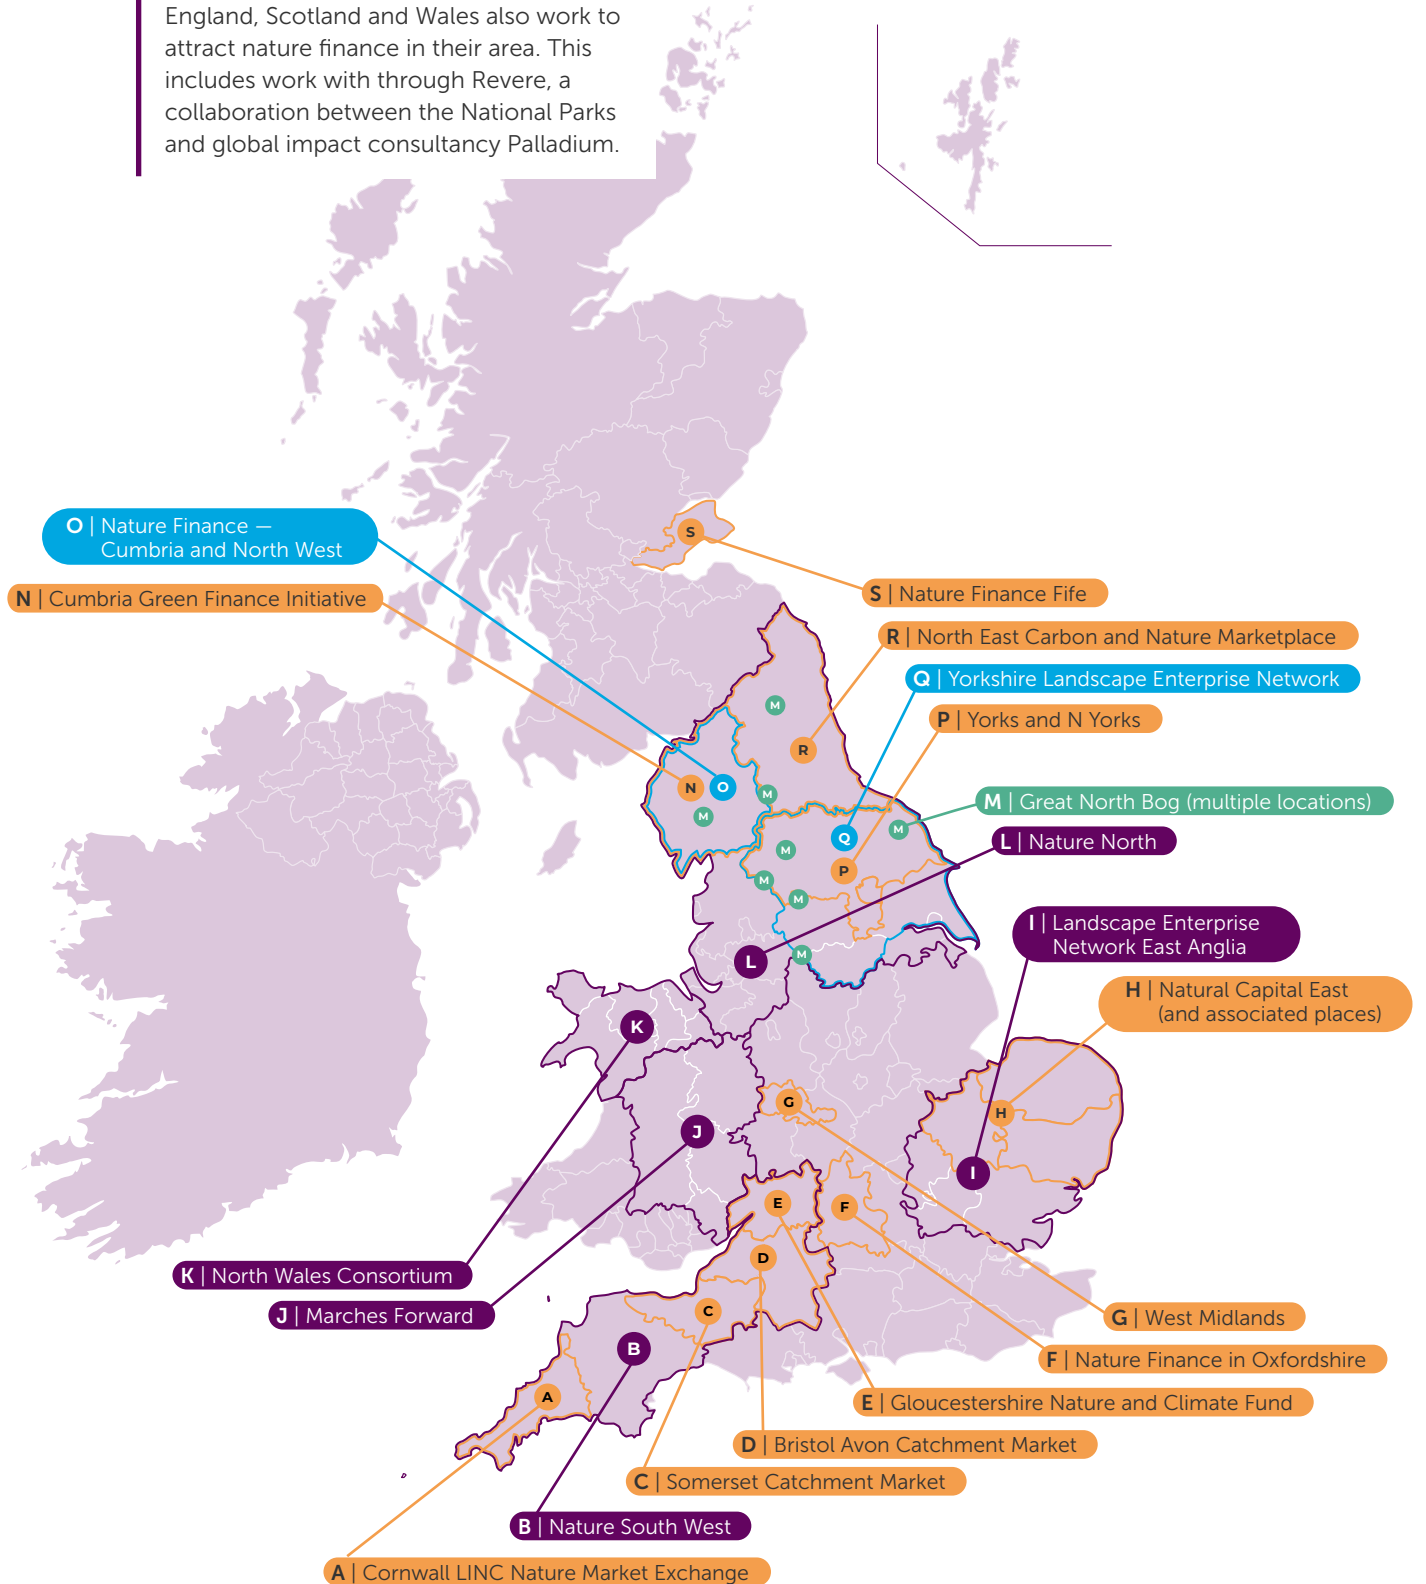 England, Scotland and Wales also work to
attract nature finance in their area. This
includes work with through Revere, a
collaboration between the National Parks
and global impact consultancy Palladium.
O | Nature Finance —
Cumbria and North West
N | Cumbria Green Finance Initiative
S
S | Nature Finance Fife
R | North East Carbon and Nature Marketplace
Q | Yorkshire Landscape Enterprise Network
P | Yorks and N Yorks
M
R
N
O
M
M
M | Great North Bog (multiple locations)
M
Q
L | Nature North
M
P
M
M
I | Landscape Enterprise
Network East Anglia
L
M
H | Natural Capital East
(and associated places)
K
G
H
J
I
E
F
D
K | North Wales Consortium
J | Marches Forward
C
G | West Midlands
B
F | Nature Finance in Oxfordshire
A
E | Gloucestershire Nature and Climate Fund
D | Bristol Avon Catchment Market
C | Somerset Catchment Market
B | Nature South West
A | Cornwall LINC Nature Market Exchange